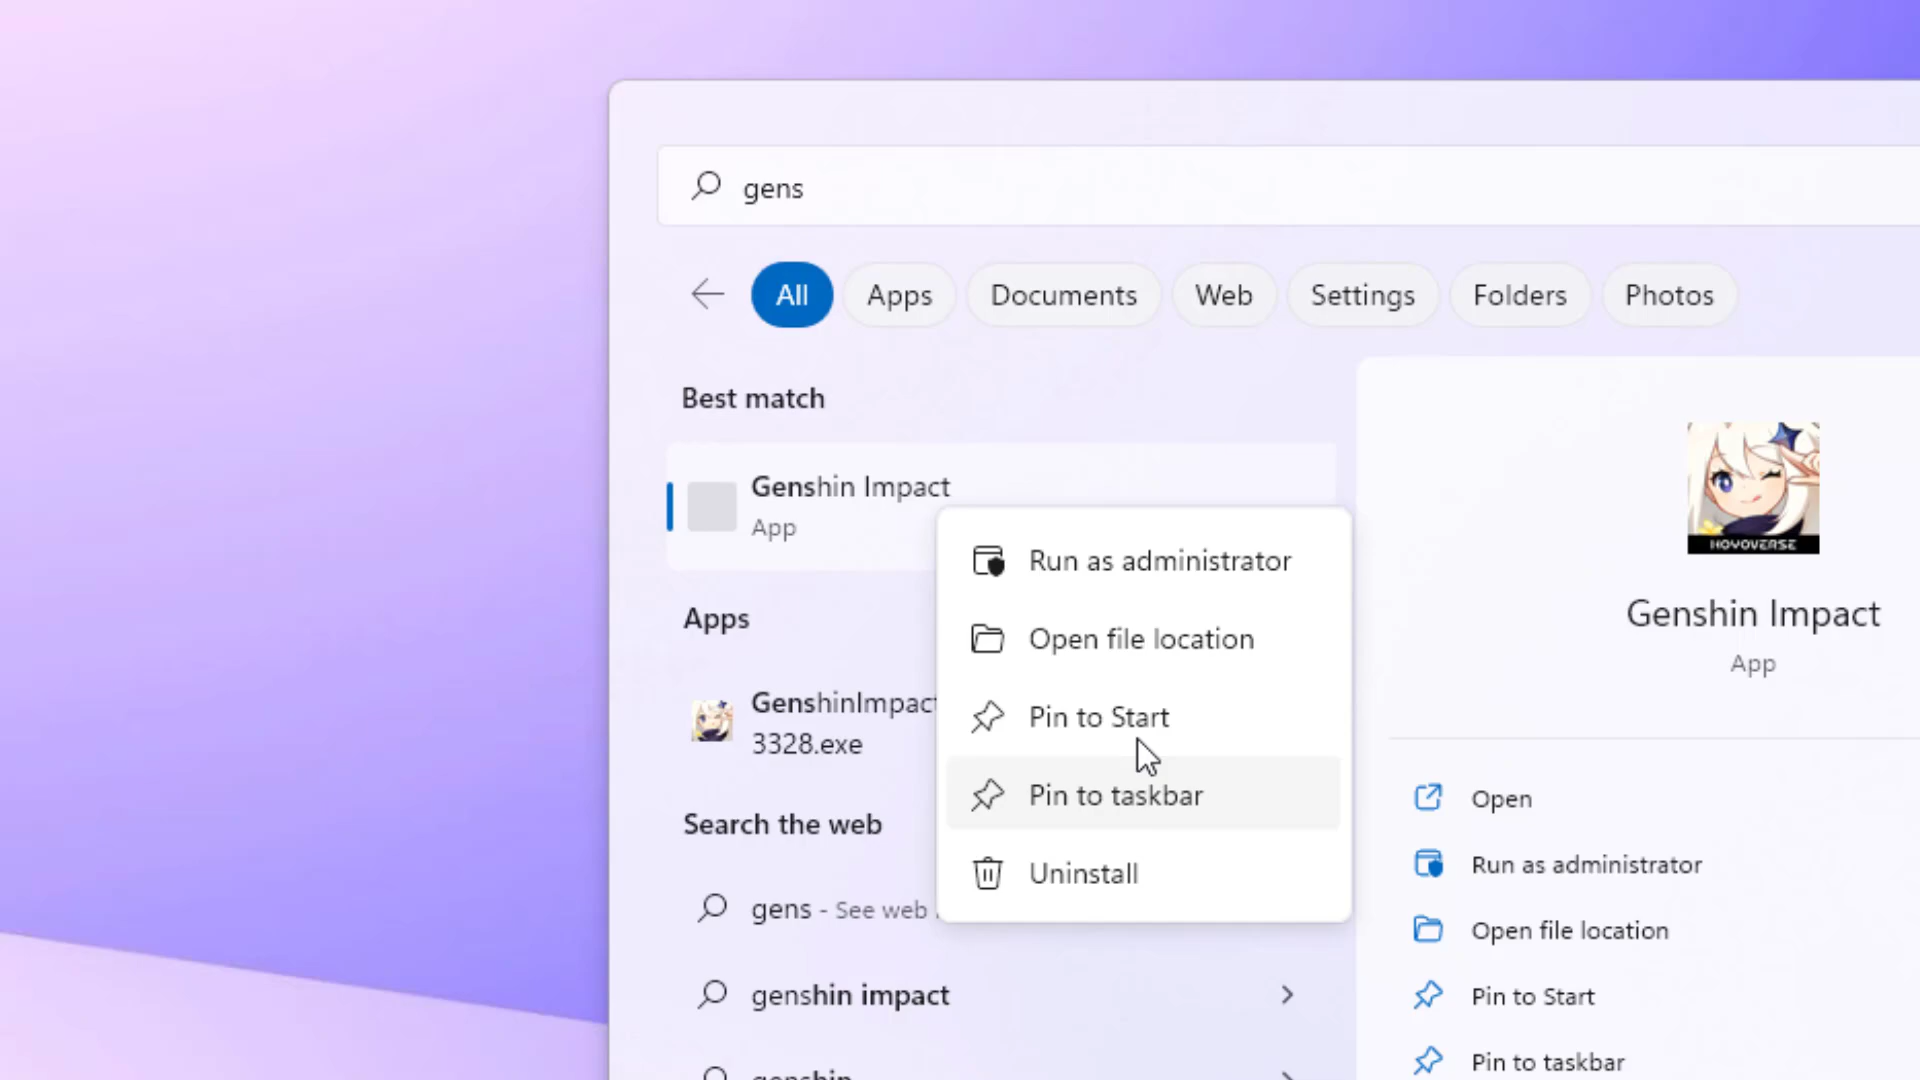 gens
All
Apps
Documents
Web
Settings
Folders
Photos
Best match
Genshin Impact
App
Apps
GenshinImpact
3328.exe
Search the web
gens - See web
genshin impact
genshin
Run as administrator
Open file location
Pin to Start
Pin to taskbar
Uninstall
HOYOVERSE
Genshin Impact
App
Open
Run as administrator
Open file location
Pin to Start
Pin to taskbar